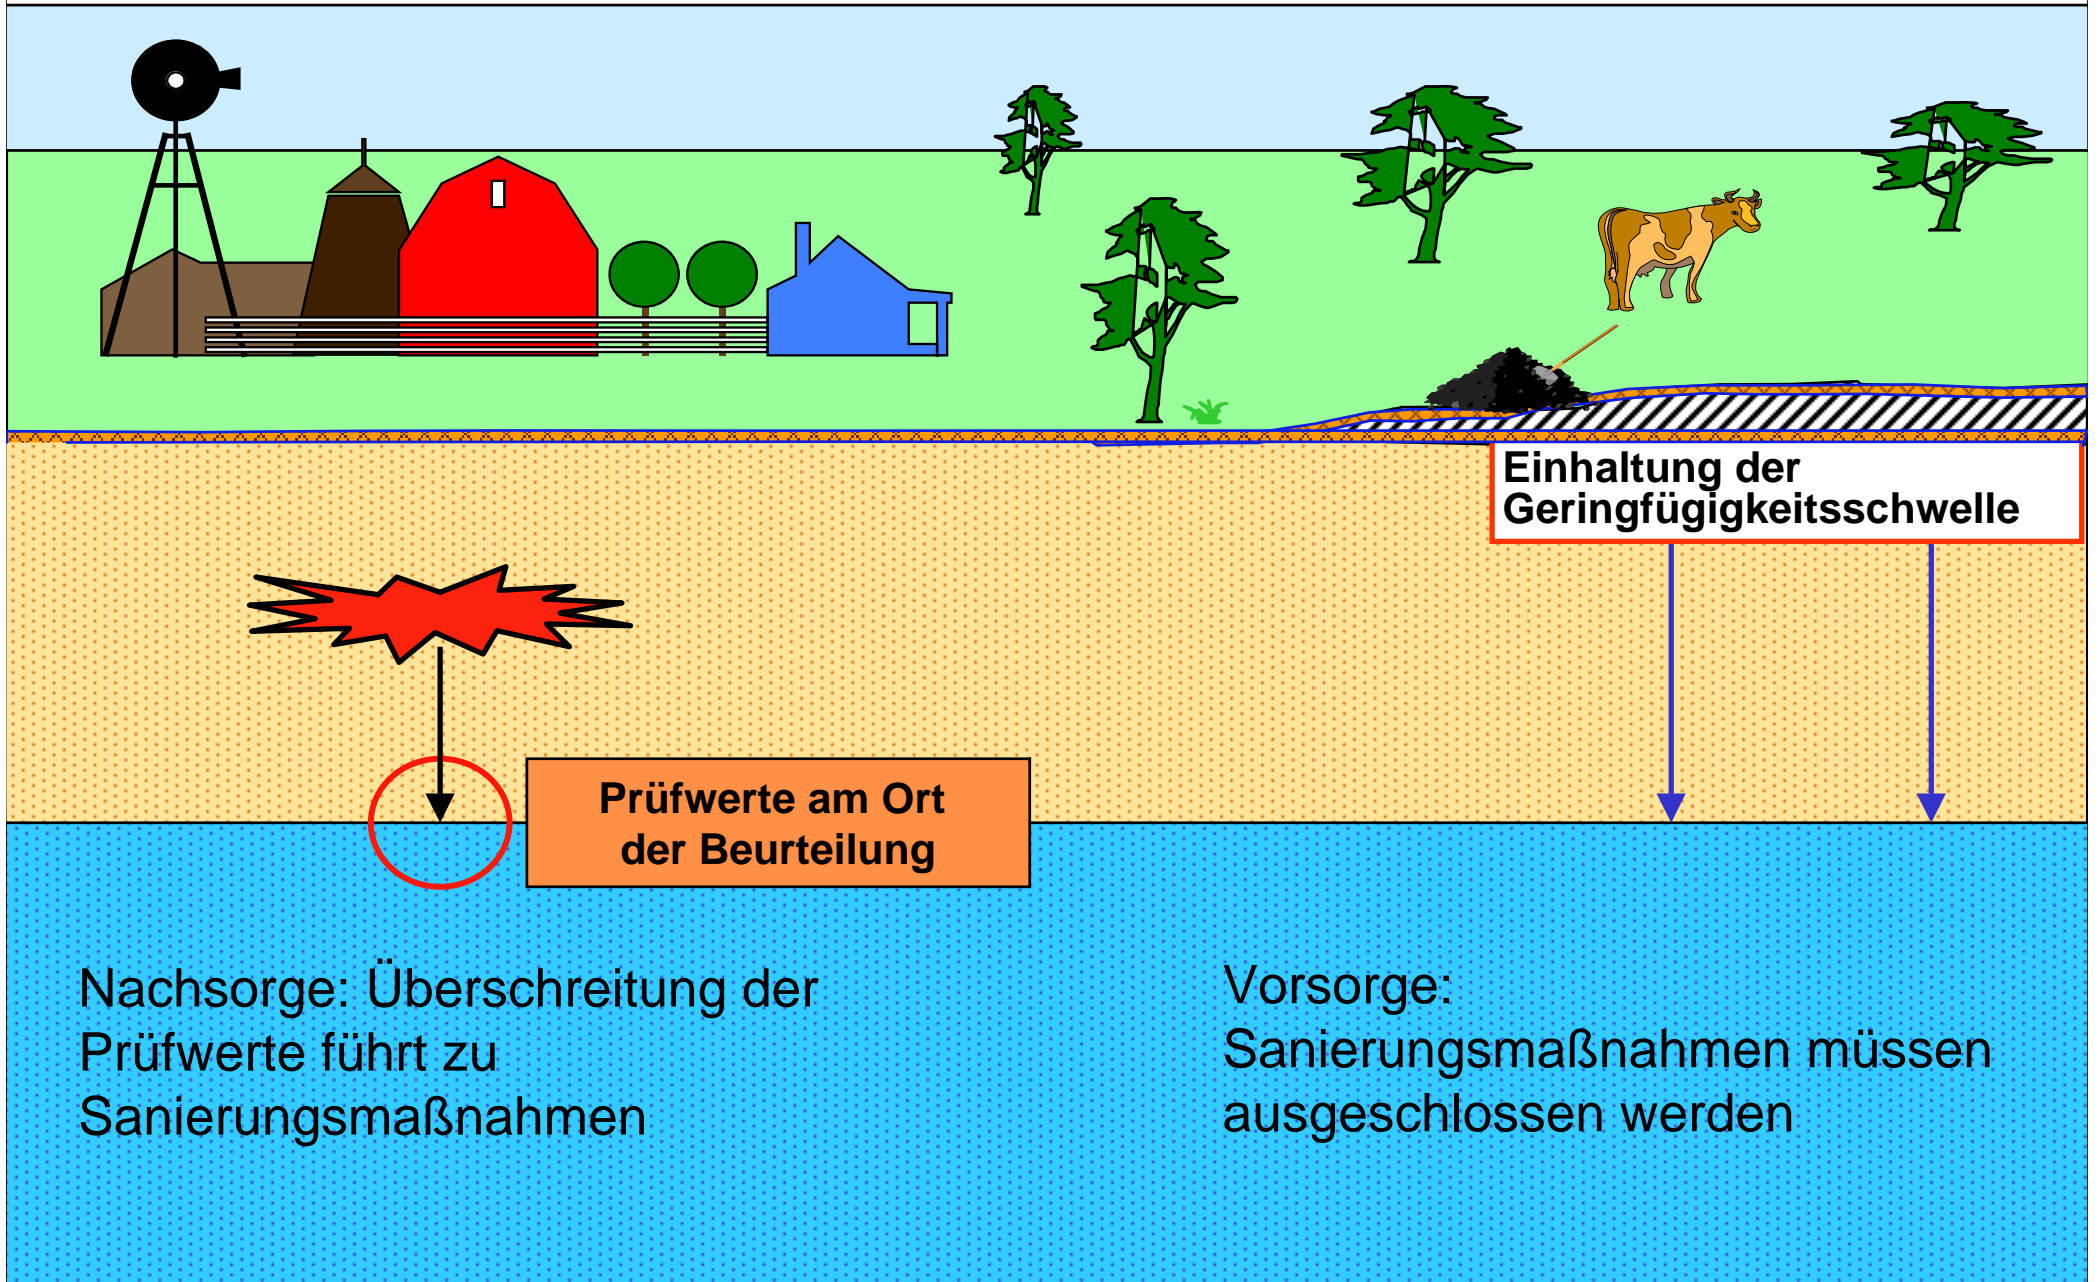 Einhaltung der
Geringfügigkeitsschwelle
Prüfwerte am Ort
der Beurteilung
Nachsorge: Überschreitung der
Prüfwerte führt zu
Sanierungsmaßnahmen
Vorsorge:
Sanierungsmaßnahmen müssen
ausgeschlossen werden